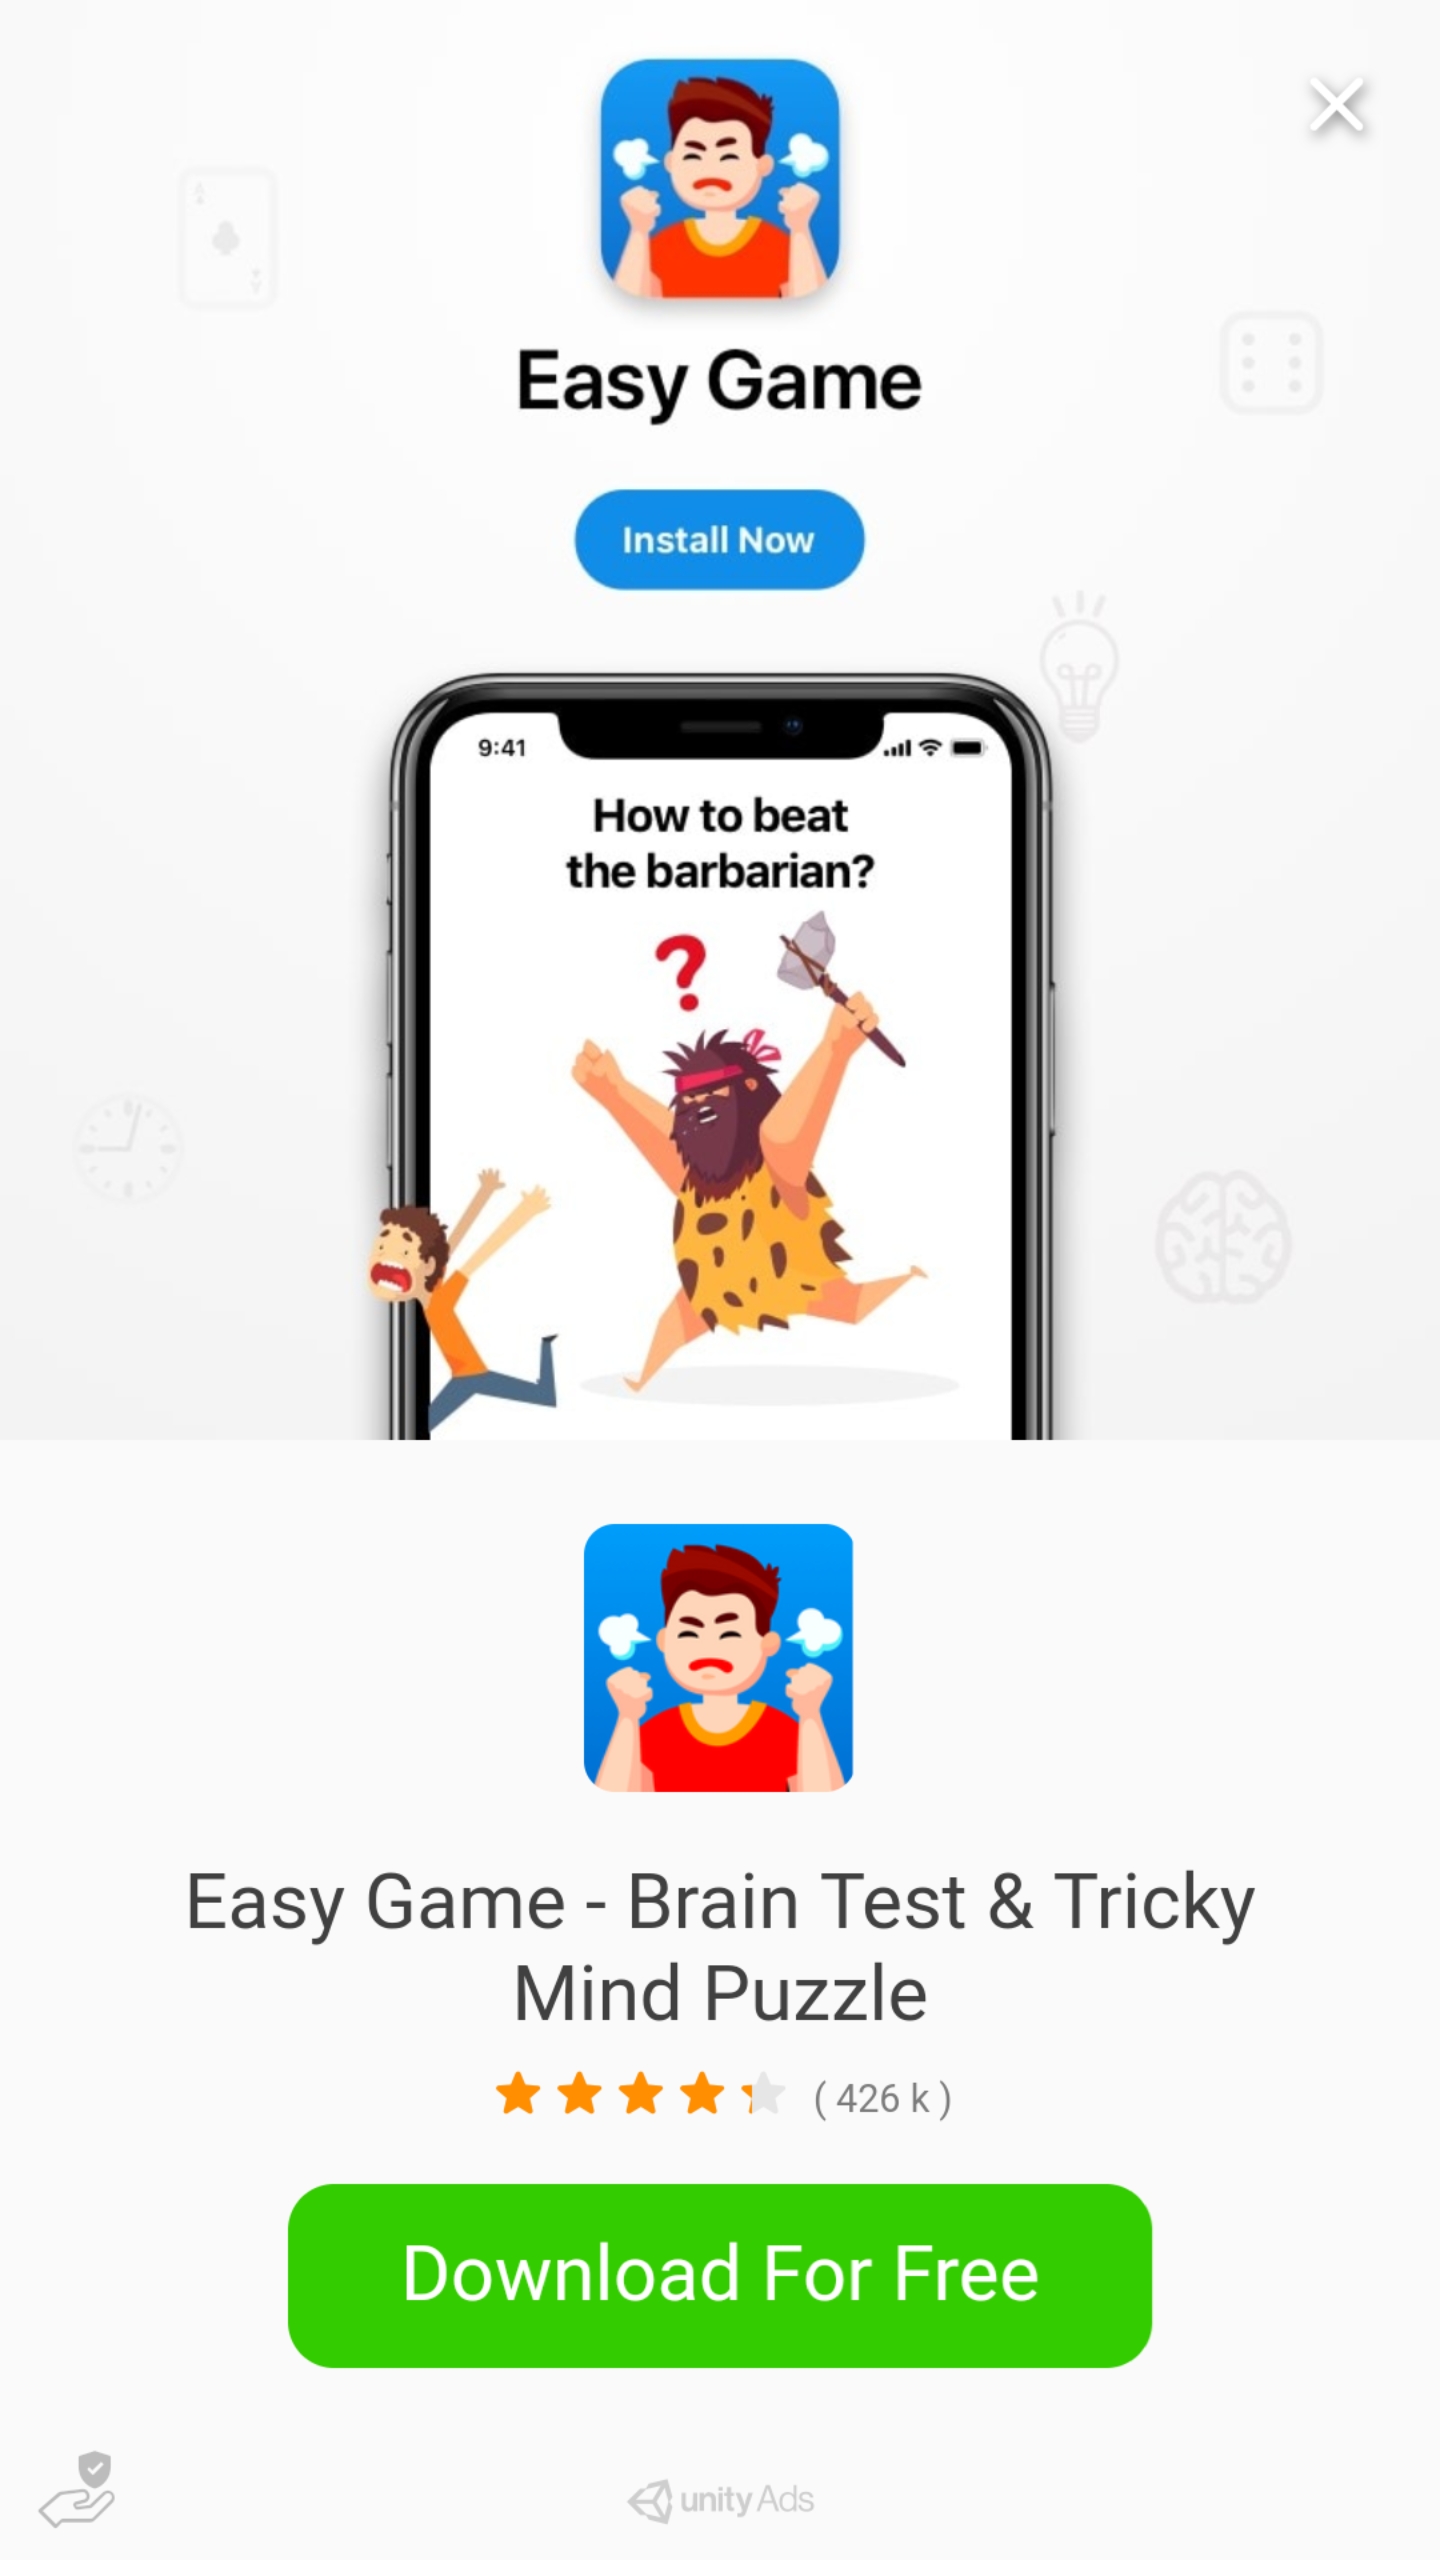 Easy Game
Install Now
9:41
How to beat
the barbarian?
?
Easy Game - Brain Test & Tricky
Mind Puzzle
( 426 k )
Download For Free
unity Ads